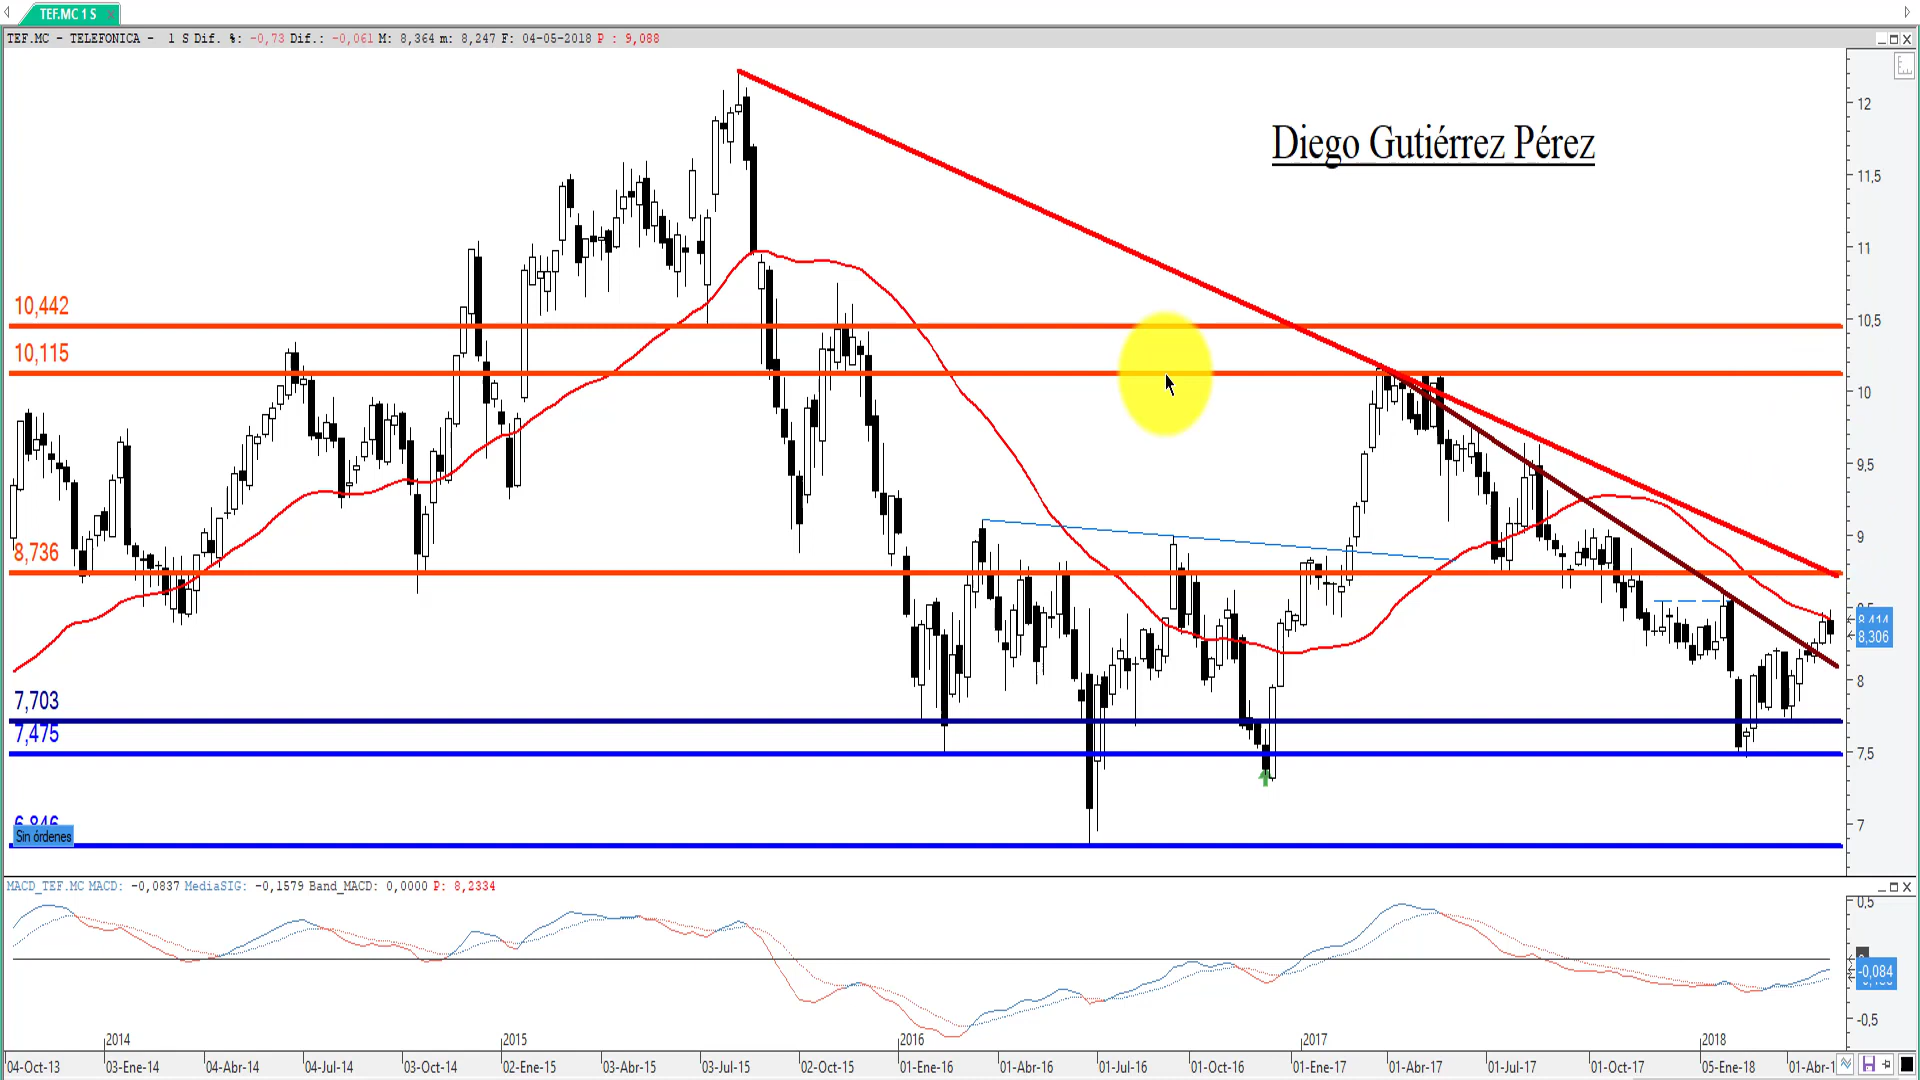 TEF.MC 1 S
TEF.MC - TELEFONICA - 1 S Dif. %: -0,73 Dif.: -0,061 M: 8,364 m: 8,247 F: 04-05-2018 P : 9,088
Diego Gutiérrez Pérez
12
11,5
11
10,5
10
9,5
9
8,414
8,306
8
7,5
7
10,442
10,115
8,736
7,703
7,475
Sin órdenes
MACD_TEF.MC MACD: -0,0837 MediaSIG: -0,1579 Band_MACD: 0,0000 P: 8,2334
0,5
-0,084
-0,5
2014 2015 2016 2017 2018
04-Oct-13 03-Ene-14 04-Abr-14 04-Jul-14 03-Oct-14 02-Ene-15 03-Abr-15 03-Jul-15 02-Oct-15 01-Ene-16 01-Abr-16 01-Jul-16 01-Oct-16 01-Ene-17 01-Abr-17 01-Jul-17 01-Oct-17 05-Ene-18 01-Abr-1